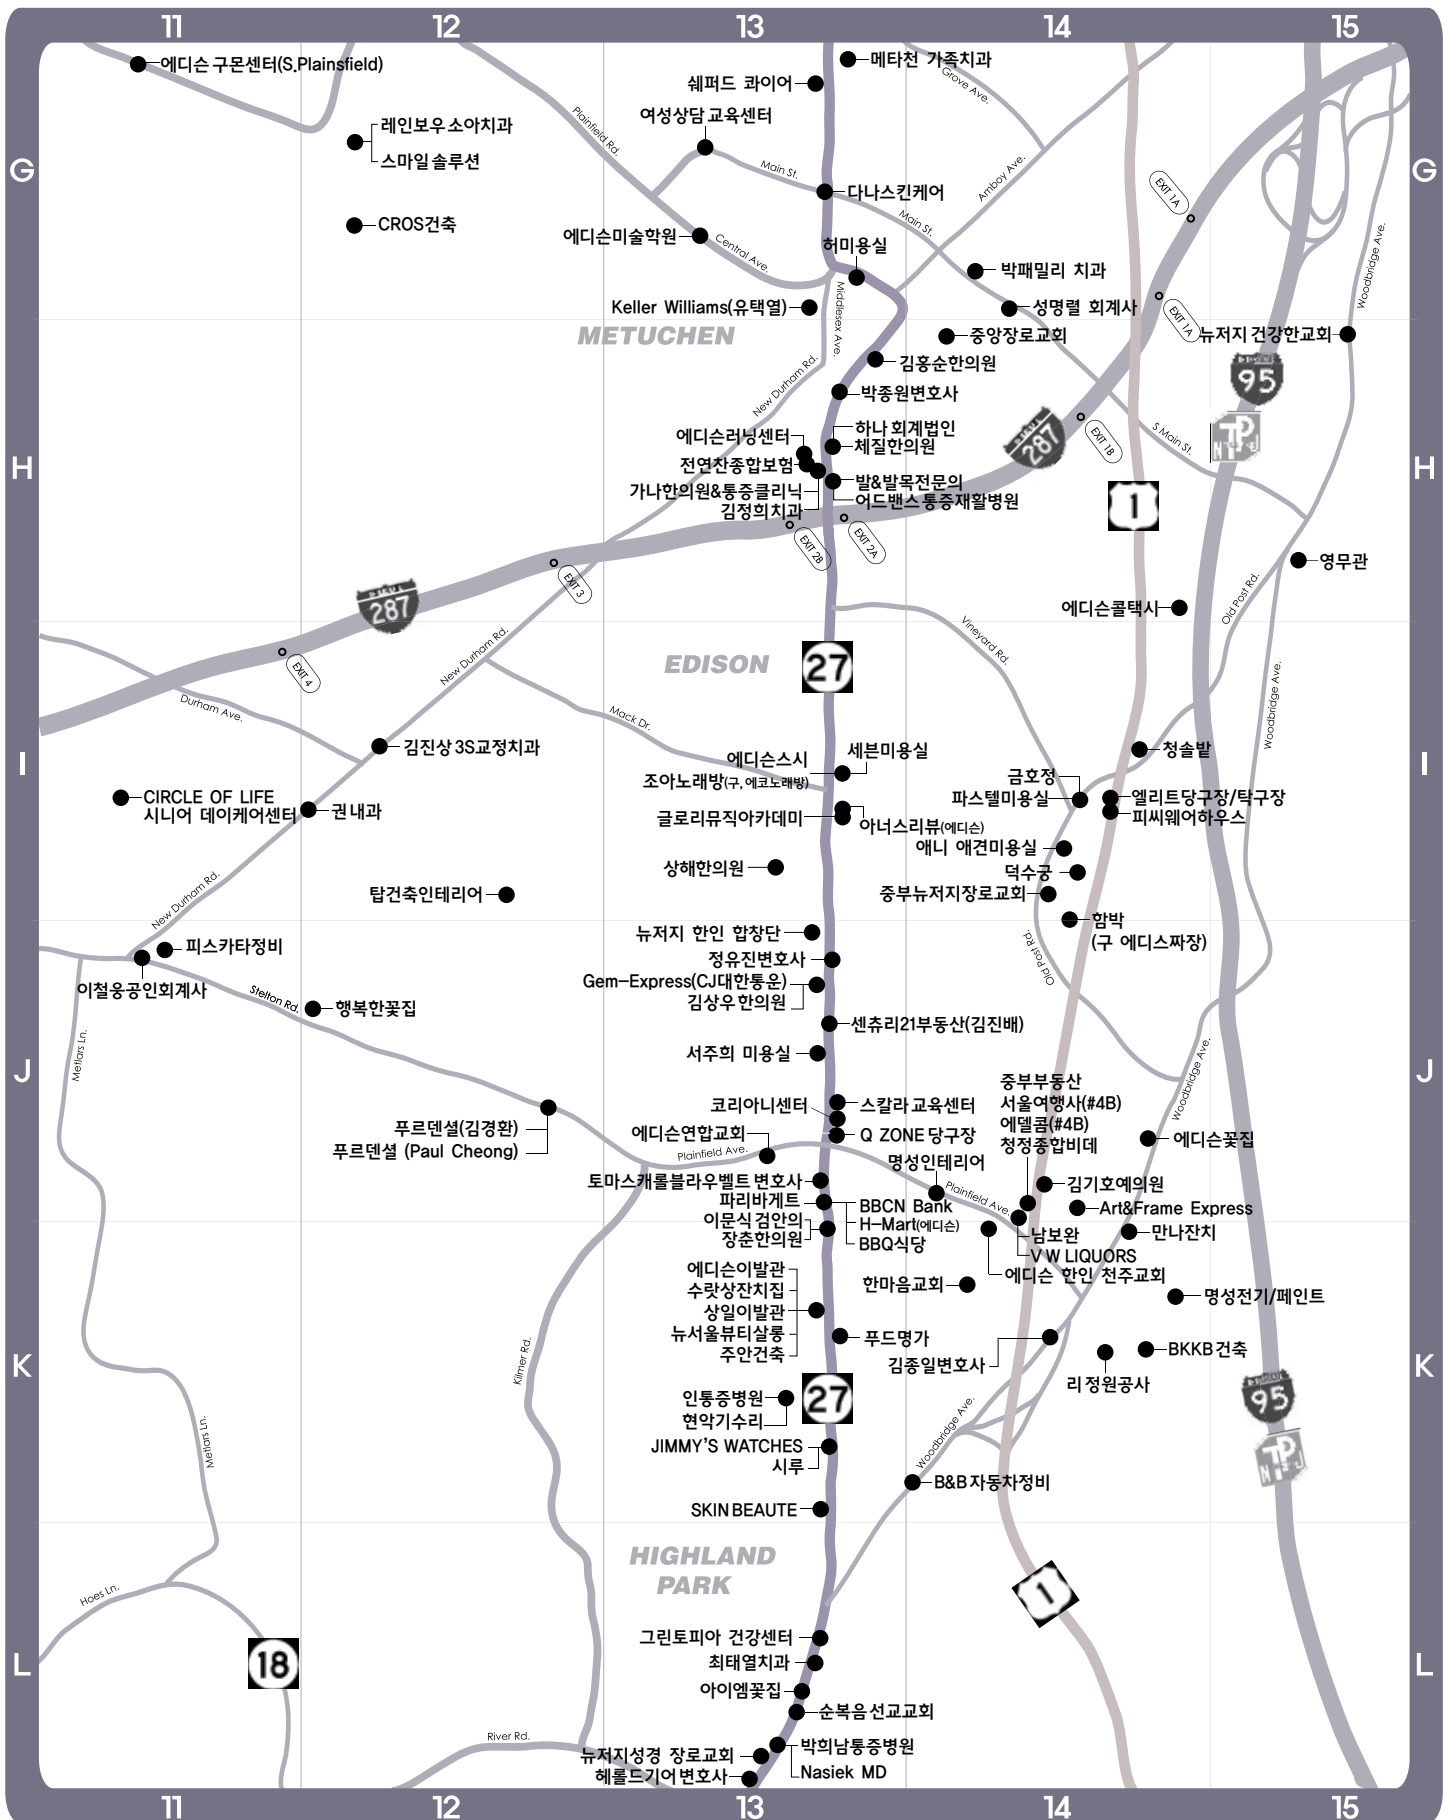 11 12 13 14 15
에디슨 구몬센터(S.Plainsfield)
메타천 가족치과
쉐퍼드 콰이어
Grove Ave.
여성상담 교육센터
레인보우 소아치과
스마일 솔루션
Plainfield Rd.
G
G
Main St.
Amboy Ave.
EXIT 1A
다나스킨케어
CROS건축
Main St.
에디슨미술학원
Central Ave.
허미용실
Woodbridge Ave.
박패밀리 치과
Keller Williams(유택열)
Middlesex Ave.
성명렬 회계사
EXIT 1A
METUCHEN
중앙장로교회
뉴저지 건강한교회
김홍순한의원
New Durham Rd.
95
박종원변호사
NTPJ
하나 회계법인
에디슨러닝센터
체질한의원
287
EXIT 1B
S Main St.
전연찬종합보험
H
H
발&발목전문의
가나한의원&통증클리닉
어드밴스 통증재활병원
김정희치과
1
EXIT 2B
EXIT 2A
EXIT 3
영무관
287
에디슨콜택시
Old Post Rd.
Vineyard Rd.
New Durham Rd.
EDISON
27
EXIT 4
Durham Ave.
Mack Dr.
Woodbridge Ave.
김진상 3S교정치과
에디슨스시
세븐미용실
청솔밭
I
I
조아노래방(구, 에코노래방)
금호정
CIRCLE OF LIFE
시니어 데이케어센터
권내과
파스텔미용실
엘리트당구장/탁구장
글로리뮤직아카데미
피씨웨어하우스
아너스리뷰(에디슨)
애니 애견미용실
상해한의원
덕수궁
탑건축인테리어
중부뉴저지장로교회
New Durham Rd.
함박
(구 에디스짜장)
뉴저지 한인 합창단
피스카타정비
정유진변호사
Old Post Rd.
이철웅공인회계사
Gem-Express(CJ대한통운)
김상우한의원
Stelton Rd.
행복한꽃집
센츄리21부동산(김진배)
Metlars Ln.
서주희 미용실
J
J
Woodbridge Ave.
중부부동산
서울여행사(#4B)
에델콤(#4B)
청정종합비데
코리아니센터
스칼라 교육센터
푸르덴셜(김경환)
푸르덴셜 (Paul Cheong)
에디슨연합교회
Q ZONE 당구장
에디슨꽃집
Plainfield Ave.
명성인테리어
토마스캐롤블라우벨트 변호사
김기호예의원
파리바게트
Plainfield Ave.
BBCN Bank
Art&Frame Express
이문식 검안의
H-Mart(에디슨)
장춘한의원
BBQ식당
남보완
만나잔치
V W LIQUORS
에디슨이발관
에디슨 한인 천주교회
수랏상잔치집
한마음교회
명성전기/페인트
상일이발관
뉴서울뷰티살롱
푸드명가
주안건축
김종일변호사
BKKB 건축
K
K
Kilmer Rd.
리정원공사
인통증병원
27
95
현악기수리
Metlars Ln.
Woodbridge Ave.
JIMMY'S WATCHES
시루
NTPJ
B&B 자동차정비
SKIN BEAUTE
HIGHLAND
PARK
Hoes Ln.
1
그린토피아 건강센터
18
L
L
최태열치과
아이엠꽃집
순복음 선교교회
River Rd.
박희남통증병원
뉴저지성경 장로교회
Nasiek MD
헤롤드기어 변호사
11 12 13 14 15